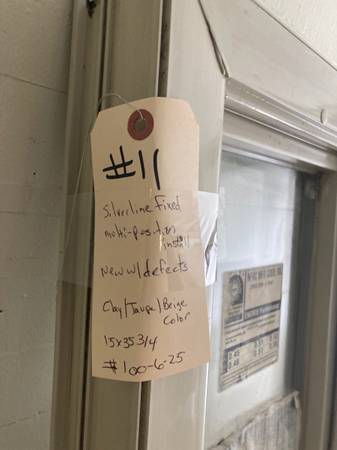 #11
Silverline Fixed
multi-position
install
New w/defects
Clay/Taupe/Beige
Color
15x35 3/4
#100-6-25